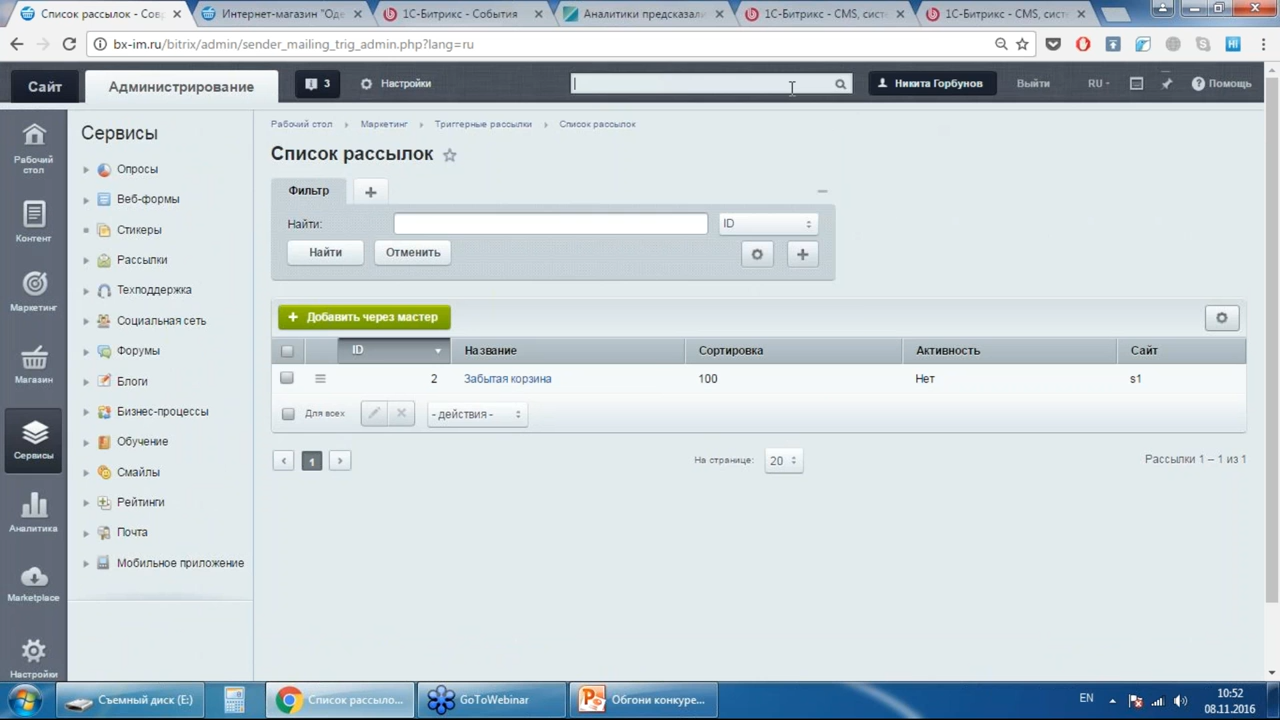 Список рассылок - Совр
Интернет-магазин "Оде
1С-Битрикс - События
Аналитики предсказали
1С-Битрикс - CMS, систе
1С-Битрикс - CMS, систе
bx-im.ru/bitrix/admin/sender_mailing_trig_admin.php?lang=ru
Сайт
Администрирование
3
Настройки
Никита Горбунов
Выйти
RU
Помощь
Рабочий стол
Контент
Маркетинг
Магазин
Сервисы
Аналитика
Marketplace
Настройки
Сервисы
Опросы
Веб-формы
Стикеры
Рассылки
Техподдержка
Социальная сеть
Форумы
Блоги
Бизнес-процессы
Обучение
Смайлы
Рейтинги
Почта
Мобильное приложение
Рабочий стол Маркетинг Триггерные рассылки Список рассылок
Список рассылок
Фильтр
Найти: ID
Найти Отменить
Добавить через мастер
ID Название Сортировка Активность Сайт
2 Забытая корзина 100 Нет s1
Для всех - действия -
1 На странице: 20 Рассылки 1 – 1 из 1
Съемный диск (E:) Список рассыло... GoToWebinar Обгони конкуре... EN 10:52
08.11.2016